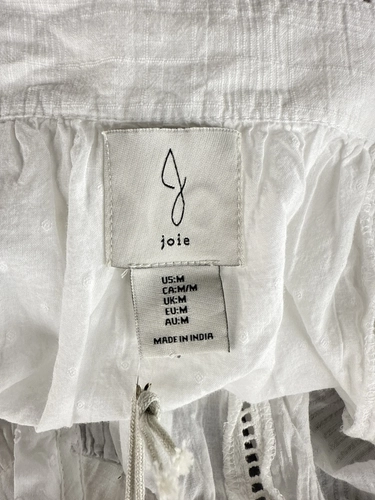 joie
US:M
CA:M/M
UK:M
EU:M
AU:M
MADE IN INDIA